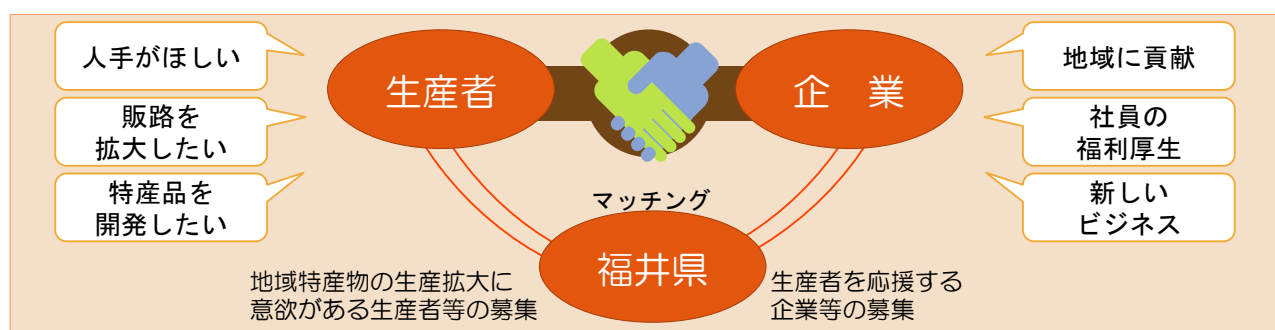 人手がほしい
販路を
拡大したい
特産品を
開発したい
生産者
企　業
地域に貢献
社員の
福利厚生
新しい
ビジネス
マッチング
福井県
地域特産物の生産拡大に
意欲がある生産者等の募集
生産者を応援する
企業等の募集